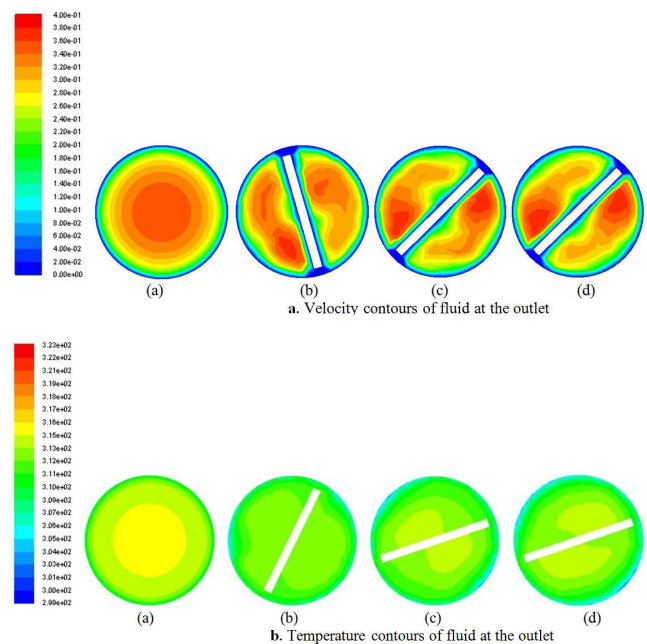 4.00e-01
3.80e-01
3.60e-01
3.40e-01
3.20e-01
3.00e-01
2.80e-01
2.60e-01
2.40e-01
2.20e-01
2.00e-01
1.80e-01
1.60e-01
1.40e-01
1.20e-01
1.00e-01
8.00e-02
6.00e-02
4.00e-02
2.00e-02
0.00e+00
(a) (b) (c) (d)
a. Velocity contours of fluid at the outlet
3.23e+02
3.22e+02
3.21e+02
3.19e+02
3.18e+02
3.17e+02
3.16e+02
3.15e+02
3.13e+02
3.12e+02
3.11e+02
3.10e+02
3.09e+02
3.07e+02
3.06e+02
3.05e+02
3.04e+02
3.03e+02
3.01e+02
3.00e+02
2.99e+02
(a) (b) (c) (d)
b. Temperature contours of fluid at the outlet